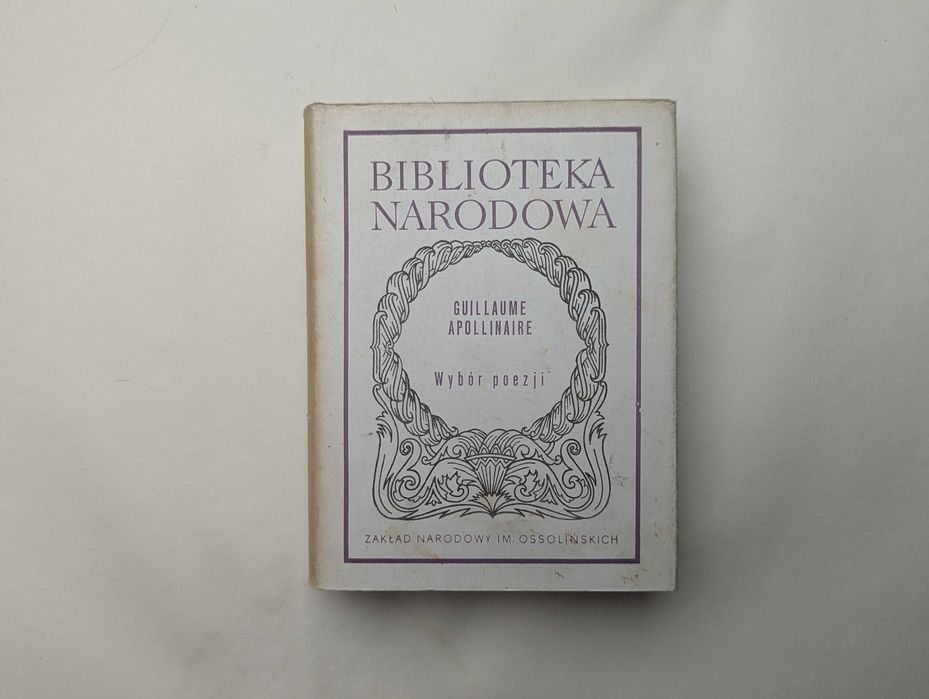 BIBLIOTEKA
NARODOWA
GUILLAUME
APOLLINAIRE
Wybór poezji
ZAKŁAD NARODOWY IM. OSSOLIŃSKICH